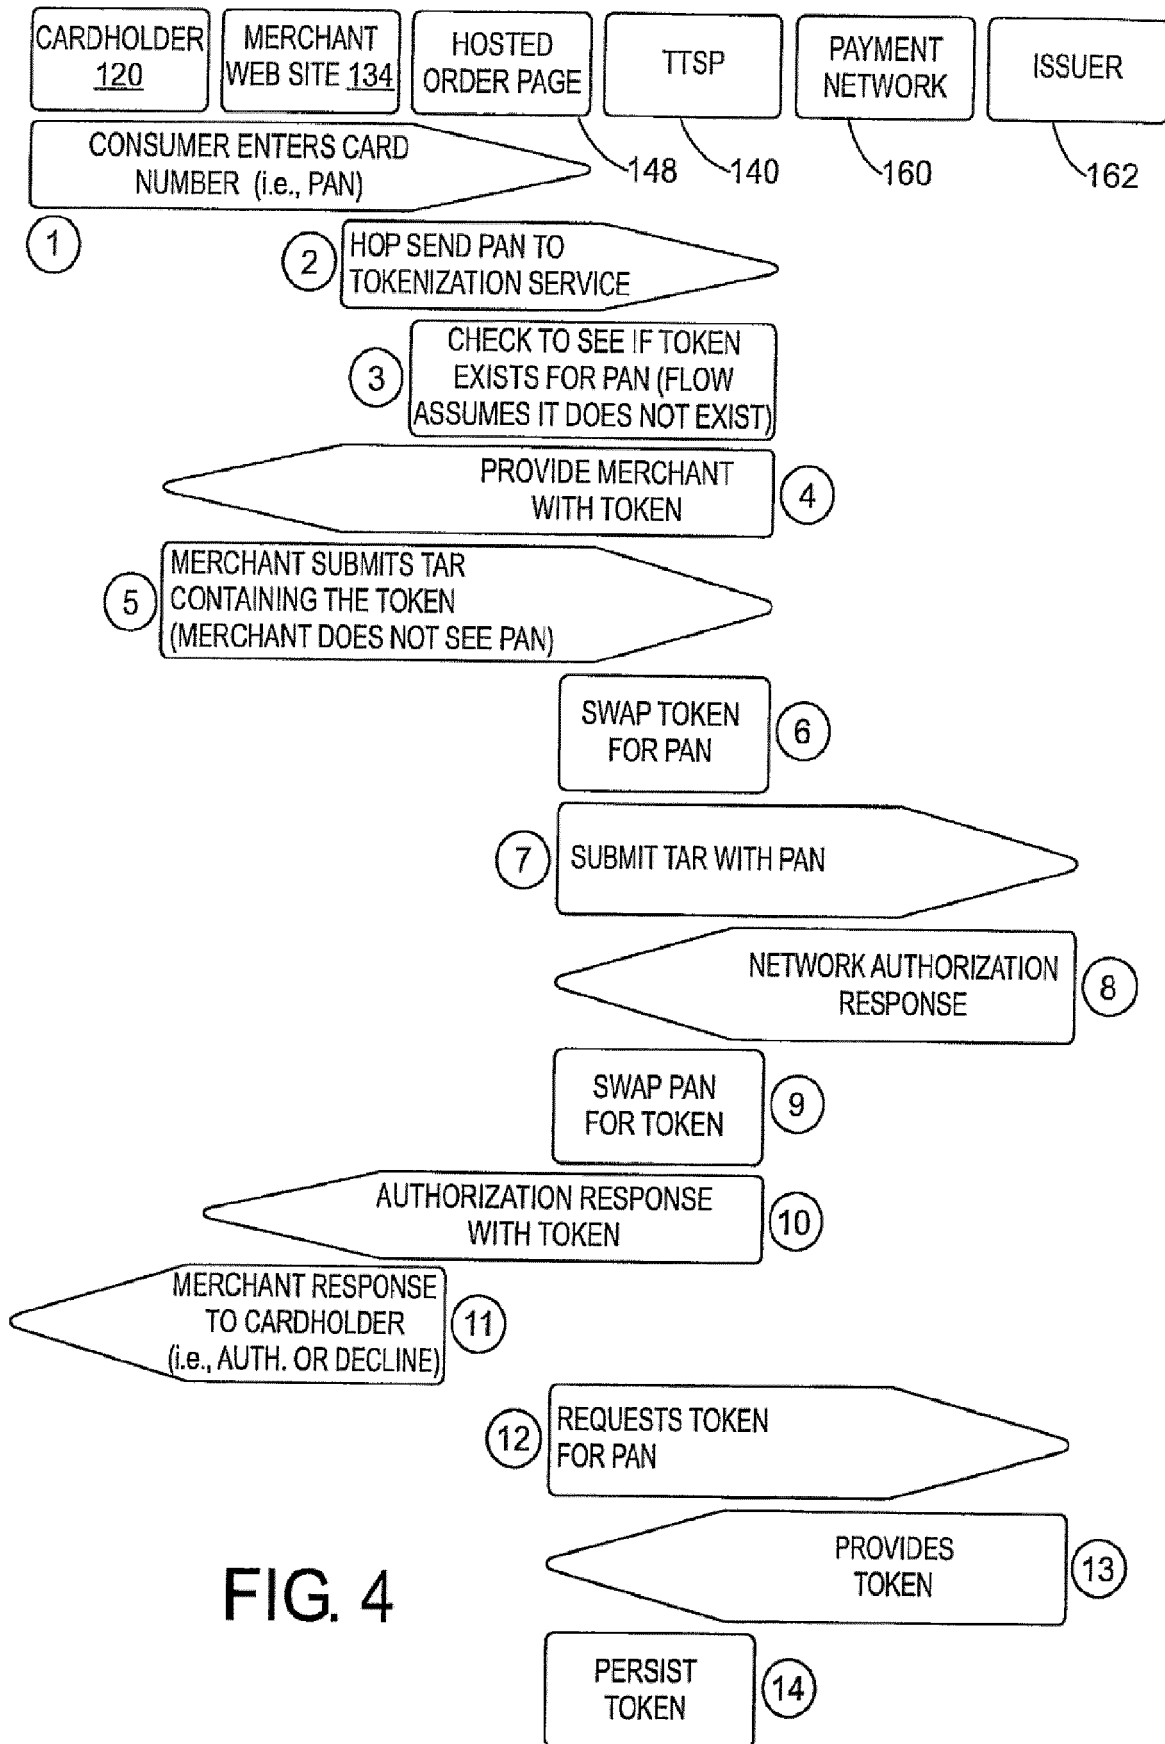 CARDHOLDER
120
MERCHANT
WEB SITE 134
HOSTED
ORDER PAGE
TTSP
PAYMENT
NETWORK
ISSUER
148
140
160
162
CONSUMER ENTERS CARD
NUMBER (i.e., PAN)
1
2
HOP SEND PAN TO
TOKENIZATION SERVICE
3
CHECK TO SEE IF TOKEN
EXISTS FOR PAN (FLOW
ASSUMES IT DOES NOT EXIST)
PROVIDE MERCHANT
WITH TOKEN
4
5
MERCHANT SUBMITS TAR
CONTAINING THE TOKEN
(MERCHANT DOES NOT SEE PAN)
SWAP TOKEN
FOR PAN
6
7
SUBMIT TAR WITH PAN
NETWORK AUTHORIZATION
RESPONSE
8
SWAP PAN
FOR TOKEN
9
AUTHORIZATION RESPONSE
WITH TOKEN
10
MERCHANT RESPONSE
TO CARDHOLDER
(i.e., AUTH. OR DECLINE)
11
12
REQUESTS TOKEN
FOR PAN
PROVIDES
TOKEN
13
FIG. 4
PERSIST
TOKEN
14